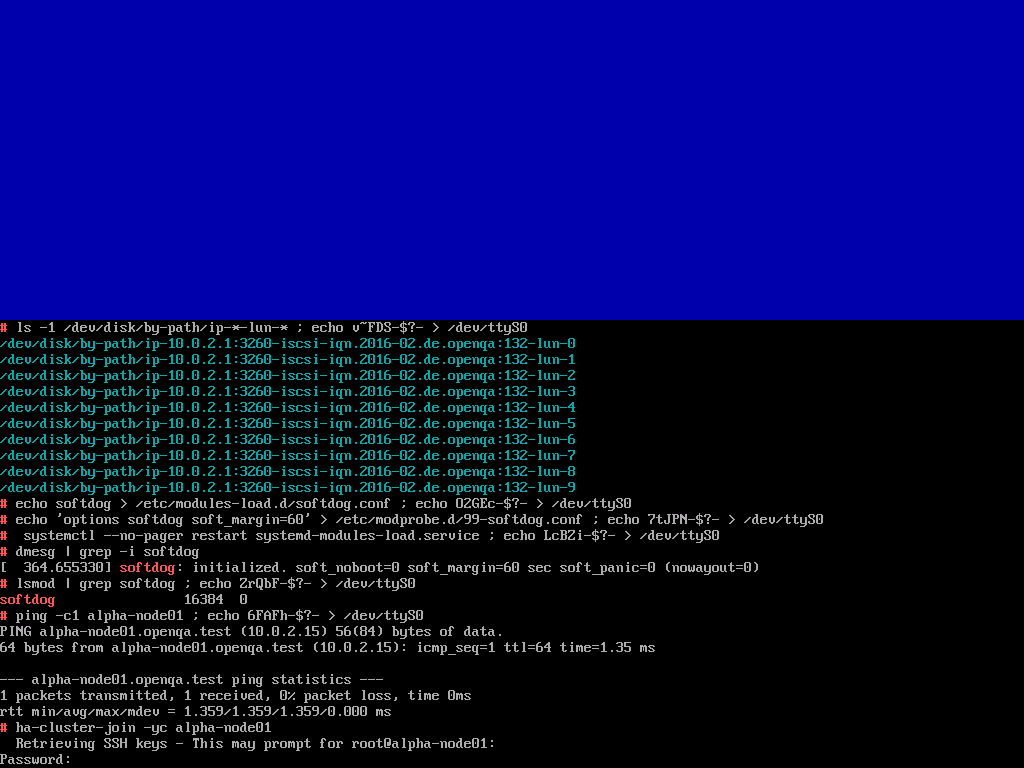 # ls -1 /dev/disk/by-path/ip-*-lun-* ; echo v~FDS-$?- > /dev/ttyS0
/dev/disk/by-path/ip-10.0.2.1:3260-iscsi-iqn.2016-02.de.openqa:132-lun-0
/dev/disk/by-path/ip-10.0.2.1:3260-iscsi-iqn.2016-02.de.openqa:132-lun-1
/dev/disk/by-path/ip-10.0.2.1:3260-iscsi-iqn.2016-02.de.openqa:132-lun-2
/dev/disk/by-path/ip-10.0.2.1:3260-iscsi-iqn.2016-02.de.openqa:132-lun-3
/dev/disk/by-path/ip-10.0.2.1:3260-iscsi-iqn.2016-02.de.openqa:132-lun-4
/dev/disk/by-path/ip-10.0.2.1:3260-iscsi-iqn.2016-02.de.openqa:132-lun-5
/dev/disk/by-path/ip-10.0.2.1:3260-iscsi-iqn.2016-02.de.openqa:132-lun-6
/dev/disk/by-path/ip-10.0.2.1:3260-iscsi-iqn.2016-02.de.openqa:132-lun-7
/dev/disk/by-path/ip-10.0.2.1:3260-iscsi-iqn.2016-02.de.openqa:132-lun-8
/dev/disk/by-path/ip-10.0.2.1:3260-iscsi-iqn.2016-02.de.openqa:132-lun-9
# echo softdog > /etc/modules-load.d/softdog.conf ; echo OZGEc-$?- > /dev/ttyS0
# echo 'options softdog soft_margin=60' > /etc/modprobe.d/99-softdog.conf ; echo 7tJPN-$?- > /dev/ttyS0
#  systemctl --no-pager restart systemd-modules-load.service ; echo LcBZi-$?- > /dev/ttyS0
# dmesg | grep -i softdog
[  364.655330] softdog: initialized. soft_noboot=0 soft_margin=60 sec soft_panic=0 (nowayout=0)
# lsmod | grep softdog ; echo ZrQbF-$?- > /dev/ttyS0
softdog                16384  0
# ping -c1 alpha-node01 ; echo 6FAFh-$?- > /dev/ttyS0
PING alpha-node01.openqa.test (10.0.2.15) 56(84) bytes of data.
64 bytes from alpha-node01.openqa.test (10.0.2.15): icmp_seq=1 ttl=64 time=1.35 ms

--- alpha-node01.openqa.test ping statistics ---
1 packets transmitted, 1 received, 0% packet loss, time 0ms
rtt min/avg/max/mdev = 1.359/1.359/1.359/0.000 ms
# ha-cluster-join -yc alpha-node01
  Retrieving SSH keys - This may prompt for root@alpha-node01:
Password: